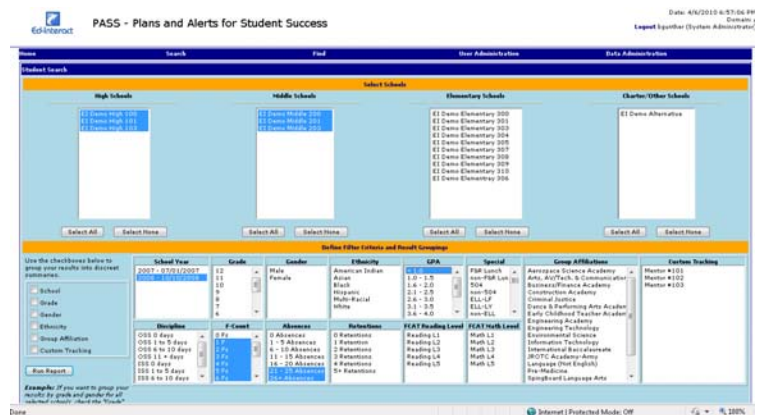 Ed-Interact
PASS - Plans and Alerts for Student Success
Date: 4/6/2010 6:57:06 PM
Domain:
Logout bgunther (System Administrator)
Home
Search
Find
User Administration
Data Administration
Student Search
Select Schools
High Schools
Middle Schools
Elementary Schools
Charter/Other Schools
EI Demo High 100
EI Demo High 101
EI Demo High 103
EI Demo Middle 200
EI Demo Middle 201
EI Demo Middle 203
EI Demo Elementary 300
EI Demo Elementary 301
EI Demo Elementary 303
EI Demo Elementary 304
EI Demo Elementary 305
EI Demo Elementary 307
EI Demo Elementary 308
EI Demo Elementary 309
EI Demo Elementary 310
EI Demo Elementray 306
EI Demo Alternative
Select All
Select None
Select All
Select None
Select All
Select None
Select All
Select None
Define Filter Criteria and Result Groupings
Use the checkboxes below to
group your results into discreet
summaries.
School
Grade
Gender
Ethnicity
Group Affiliation
Custom Tracking
Run Report
Example: If you want to group your
results by grade and gender for all
selected schools, check the "Grade"
School Year
2007 - 07/01/2007
Grade
12
11
10
9
8
7
6
Gender
Male
Female
Ethnicity
American Indian
Asian
Black
Hispanic
Multi-Racial
White
GPA
< 1.0
1.0 - 1.5
1.6 - 2.0
2.1 - 2.5
2.6 - 3.0
3.1 - 3.5
3.6 - 4.0
Special
F&R Lunch
non-F&R Lun
504
non-504
ELL-LF
ELL-LY
non-ELL
Group Affiliations
Aerospace Science Academy
Arts, AV/Tech. & Communication
Business/Finance Academy
Construction Academy
Criminal Justice
Dance & Performing Arts Academ
Early Childhood Teacher Academ
Engineering Academy
Engineering Technology
Environmental Science
Information Technology
International Baccalaureate
JROTC Academy-Army
Language (Not English)
Pre-Medicine
Springboard Language Arts
Custom Tracking
Mentor #101
Mentor #102
Mentor #103
Discipline
OSS 0 days
OSS 1 to 5 days
OSS 6 to 10 days
OSS 11 + days
ISS 0 days
ISS 1 to 5 days
ISS 6 to 10 days
F-Count
0 Fs
Absences
0 Absences
1 - 5 Absences
6 - 10 Absences
11 - 15 Absences
16 - 20 Absences
21 - 25 Absences
26+ Absences
Retentions
0 Retentions
1 Retentions
2 Retentions
3 Retentions
4 Retentions
5+ Retentions
FCAT Reading Level
Reading L1
Reading L2
Reading L3
Reading L4
Reading L5
FCAT Math Level
Math L1
Math L2
Math L3
Math L4
Math L5
Done
Internet | Protected Mode: Off
100%